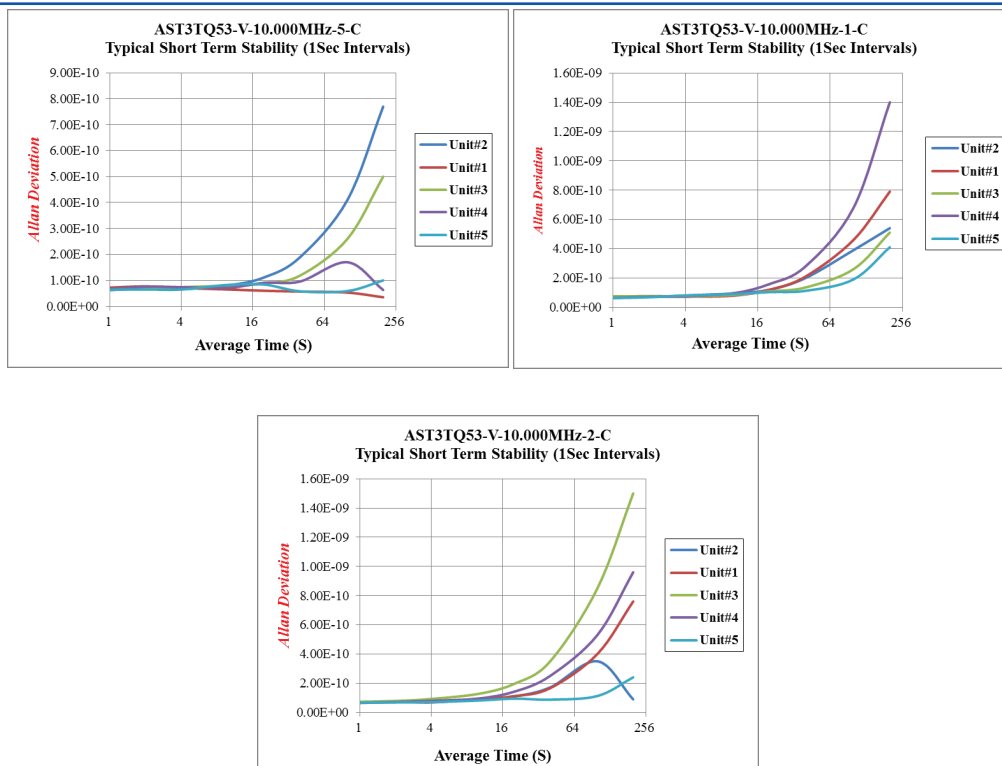 AST3TQ53-V-10.000MHz-5-C
Typical Short Term Stability (1Sec Intervals)
9.00E-10
8.00E-10
7.00E-10
6.00E-10
5.00E-10
4.00E-10
3.00E-10
2.00E-10
1.00E-10
0.00E+00
Allan Deviation
1
4
16
64
256
Average Time (S)
Unit#2
Unit#1
Unit#3
Unit#4
Unit#5
AST3TQ53-V-10.000MHz-1-C
Typical Short Term Stability (1Sec Intervals)
1.60E-09
1.40E-09
1.20E-09
1.00E-09
8.00E-10
6.00E-10
4.00E-10
2.00E-10
0.00E+00
Allan Deviation
1
4
16
64
256
Average Time (S)
Unit#2
Unit#1
Unit#3
Unit#4
Unit#5
AST3TQ53-V-10.000MHz-2-C
Typical Short Term Stability (1Sec Intervals)
1.60E-09
1.40E-09
1.20E-09
1.00E-09
8.00E-10
6.00E-10
4.00E-10
2.00E-10
0.00E+00
Allan Deviation
1
4
16
64
256
Average Time (S)
Unit#2
Unit#1
Unit#3
Unit#4
Unit#5